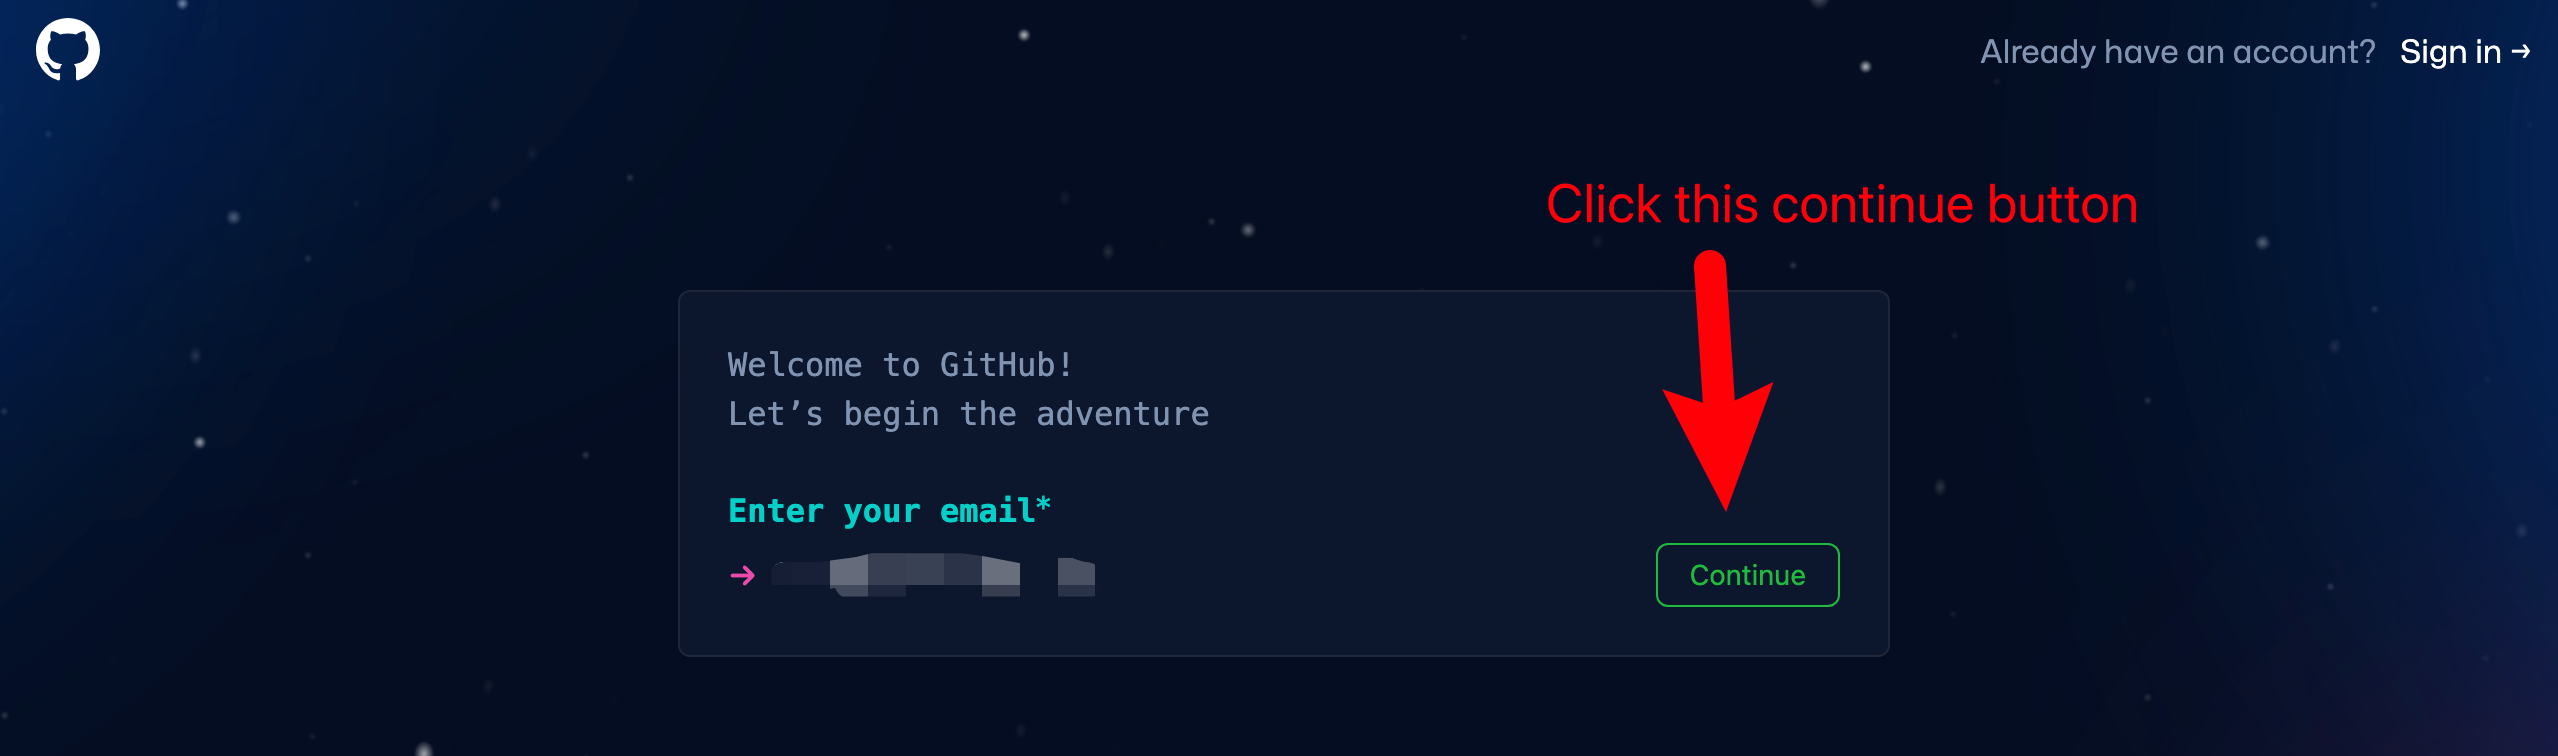 Already have an account? Sign in →
Click this continue button
Welcome to GitHub!
Let’s begin the adventure
Enter your email*
→
Continue